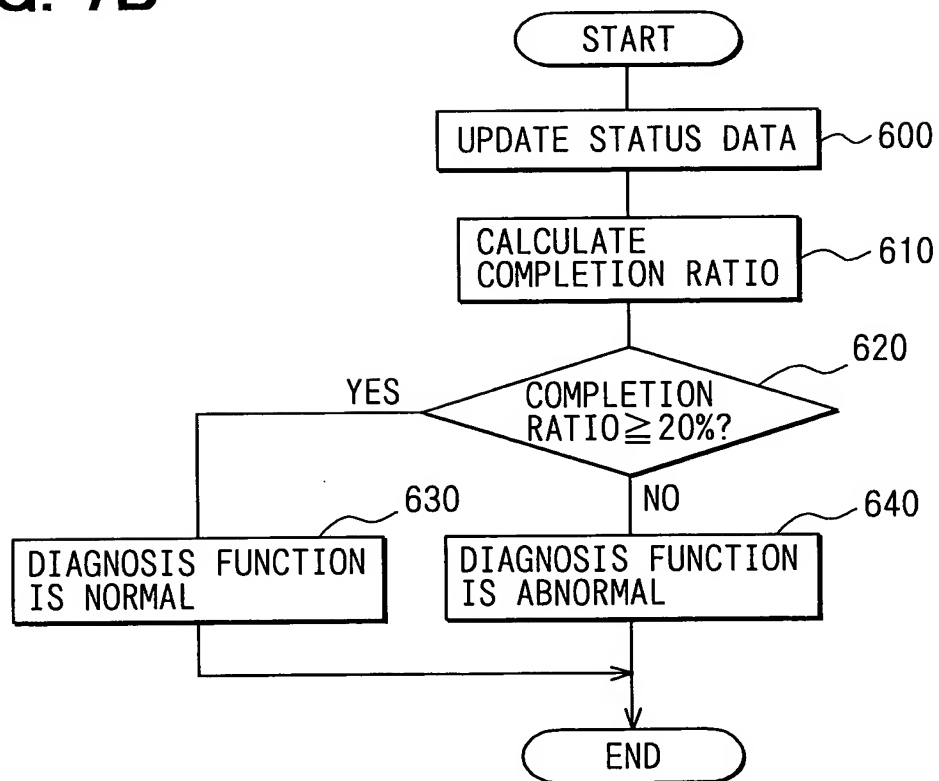 START
UPDATE STATUS DATA
600
CALCULATE
COMPLETION RATIO
610
620
COMPLETION
RATIO≧20%?
YES
NO
630
640
DIAGNOSIS FUNCTION
IS NORMAL
DIAGNOSIS FUNCTION
IS ABNORMAL
END